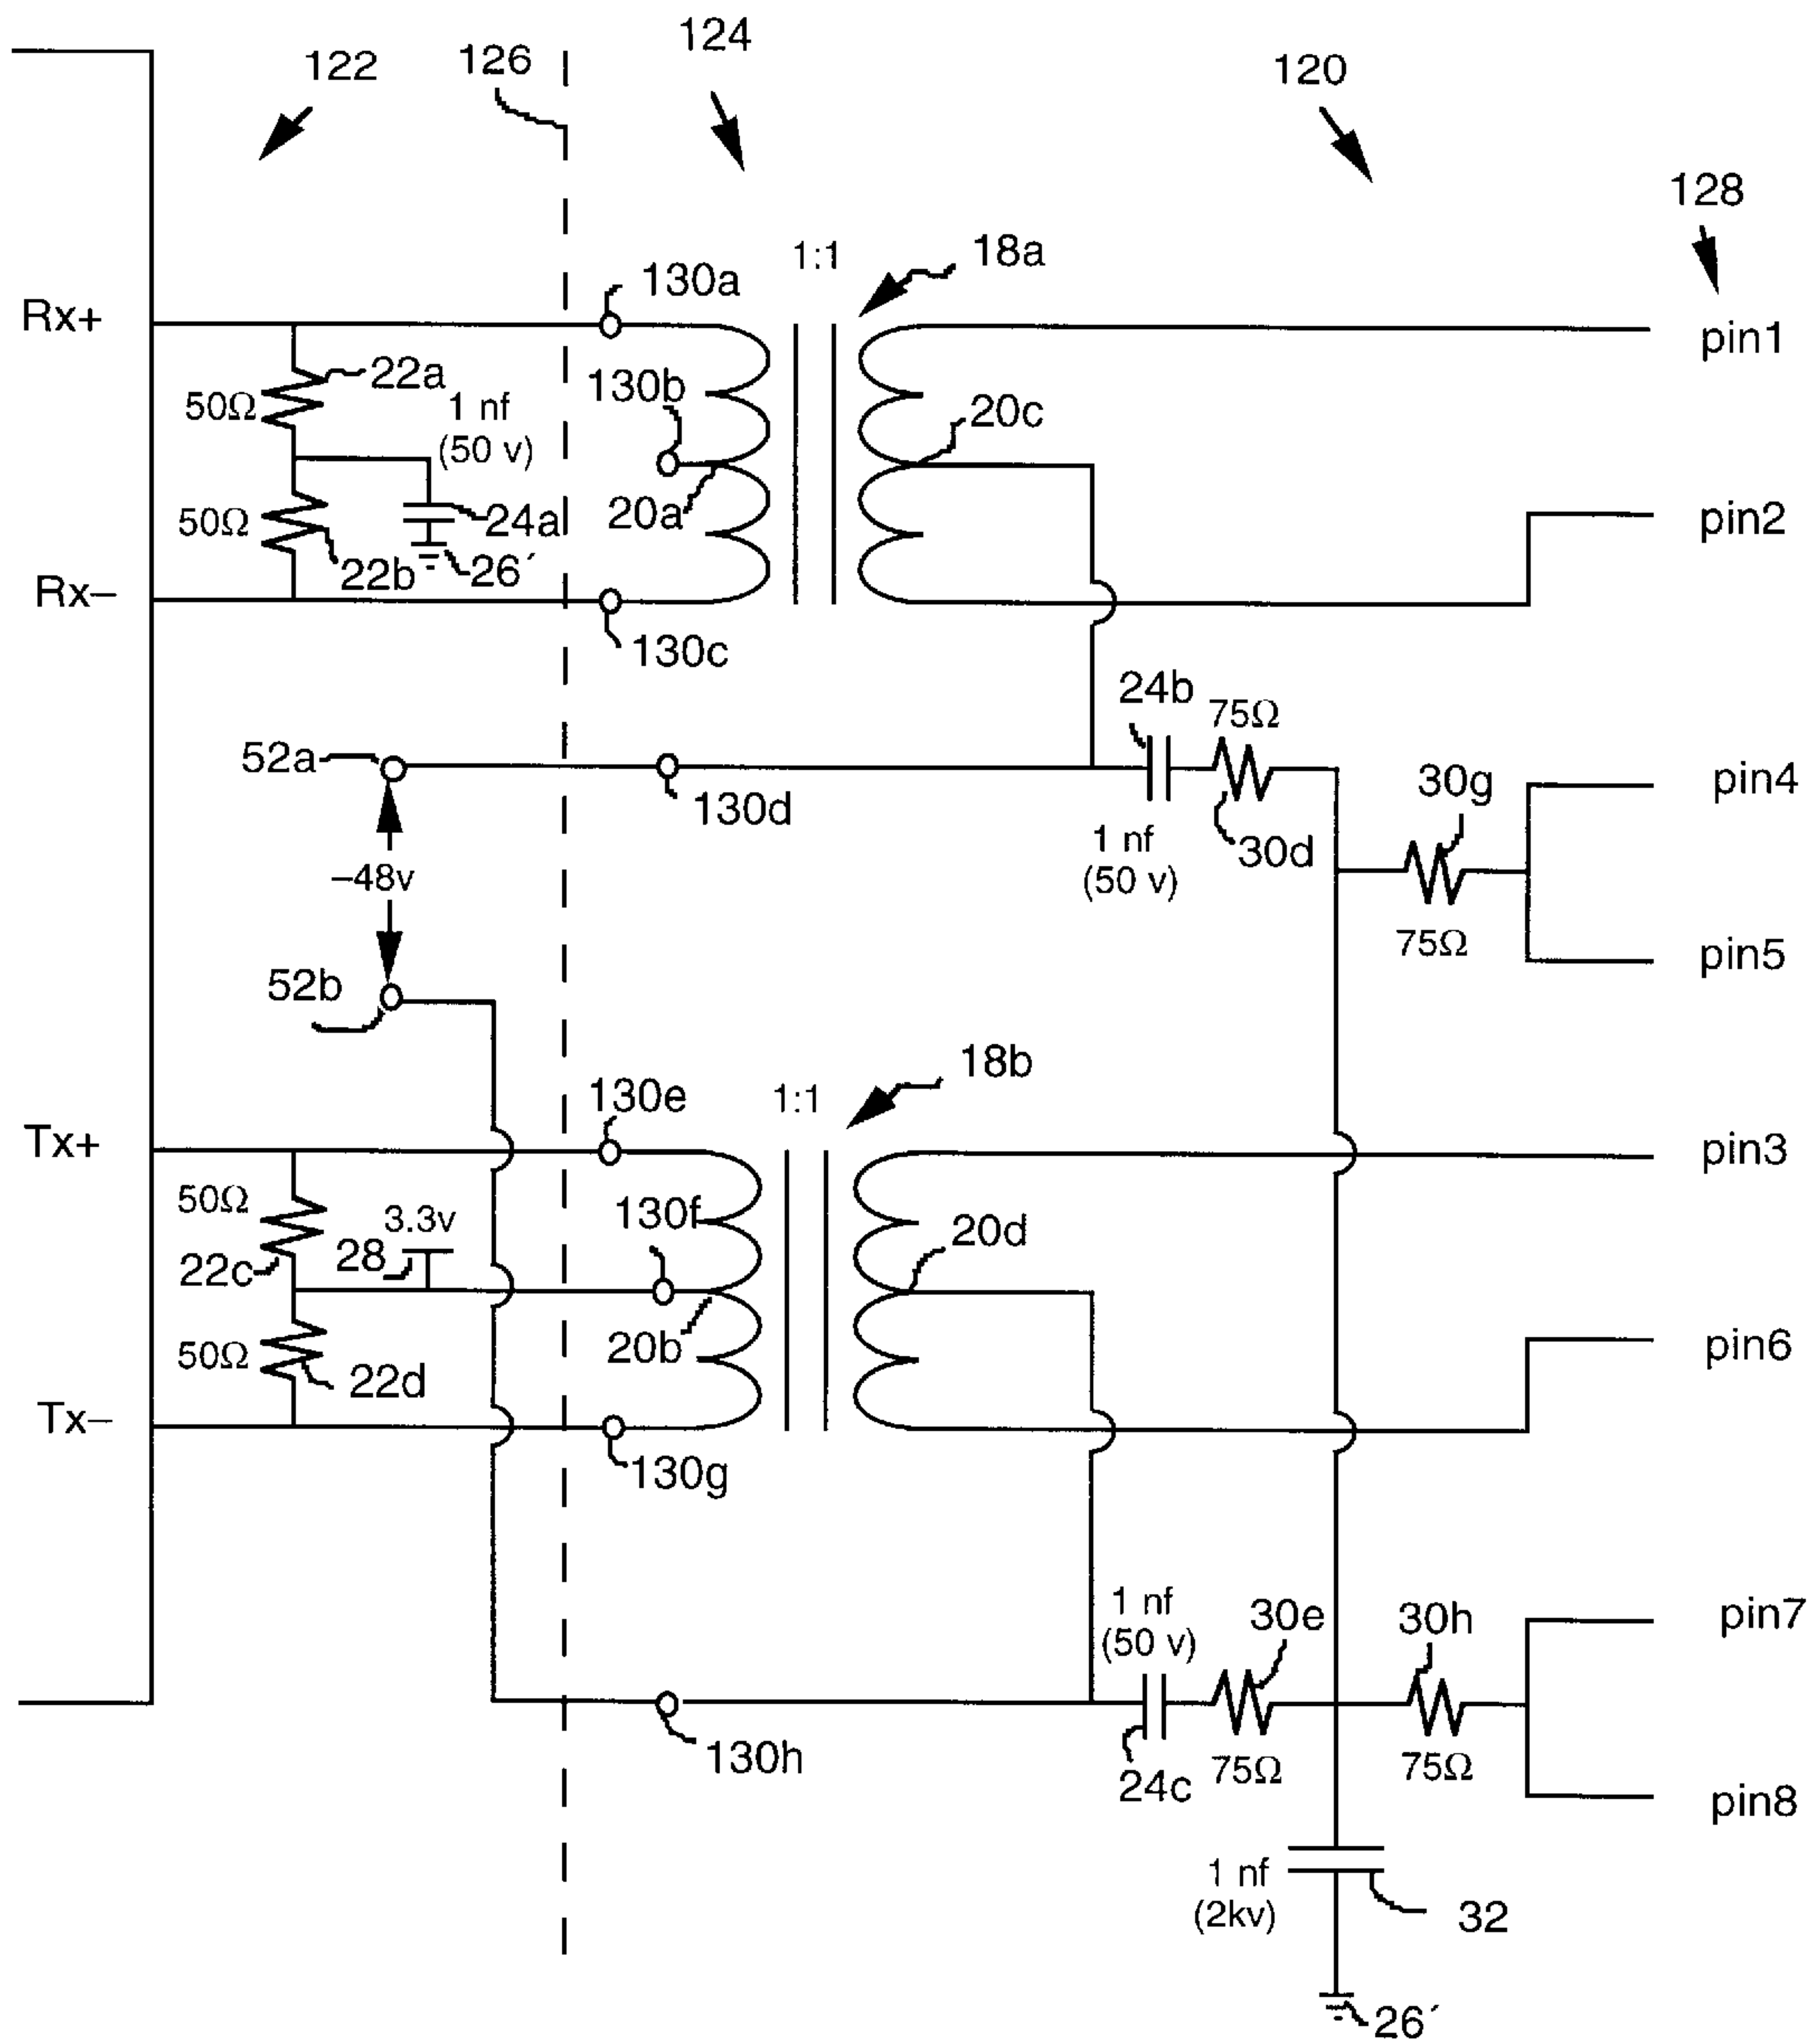 124
122
126
120
128
18a
1:1
130a
Rx+
pin1
22a
130b
50Ω
1 nf
(50 v)
20c
50Ω
24a
20a
pin2
22b
26´
Rx–
130c
24b
75Ω
52a
130d
30g
pin4
1 nf
(50 v)
30d
–48v
75Ω
pin5
52b
18b
130e
1:1
Tx+
pin3
50Ω
3.3v
130f
28
20d
22c
50Ω
20b
pin6
22d
Tx–
130g
1 nf
(50 v)
30e
30h
pin7
130h
24c
75Ω
75Ω
pin8
1 nf
(2kv)
32
26´